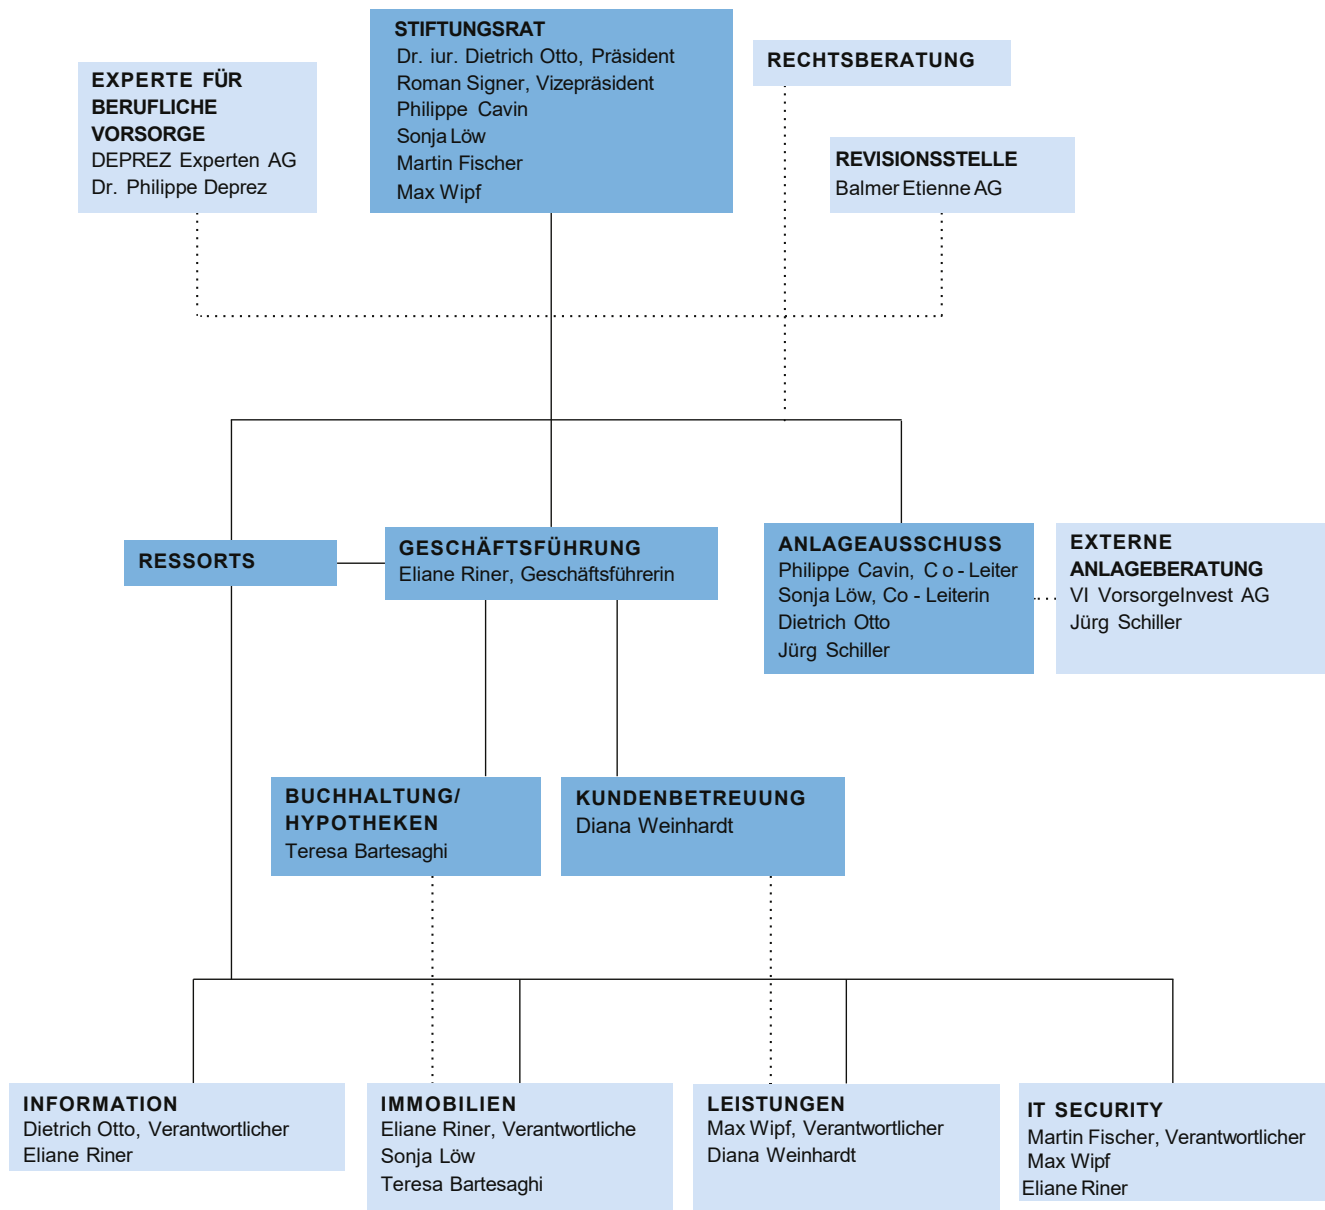 STIFTUNGSRAT
Dr. iur. Dietrich Otto, Präsident
Roman Signer, Vizepräsident
Philippe Cavin
Sonja Löw
Martin Fischer
Max Wipf
EXPERTE FÜR
BERUFLICHE
VORSORGE
DEPREZ Experten AG
Dr. Philippe Deprez
RECHTSBERATUNG
REVISIONSSTELLE
Balmer Etienne AG
RESSORTS
GESCHÄFTSFÜHRUNG
Eliane Riner, Geschäftsführerin
ANLAGEAUSSCHUSS
Philippe Cavin, Co-Leiter
Sonja Löw, Co - Leiterin
Dietrich Otto
Jürg Schiller
EXTERNE
ANLAGEBERATUNG
VI VorsorgeInvest AG
Jürg Schiller
BUCHHALTUNG/
HYPOTHEKEN
Teresa Bartesaghi
KUNDENBETREUUNG
Diana Weinhardt
INFORMATION
Dietrich Otto, Verantwortlicher
Eliane Riner
IMMOBILIEN
Eliane Riner, Verantwortliche
Sonja Löw
Teresa Bartesaghi
LEISTUNGEN
Max Wipf, Verantwortlicher
Diana Weinhardt
IT SECURITY
Martin Fischer, Verantwortlicher
Max Wipf
Eliane Riner